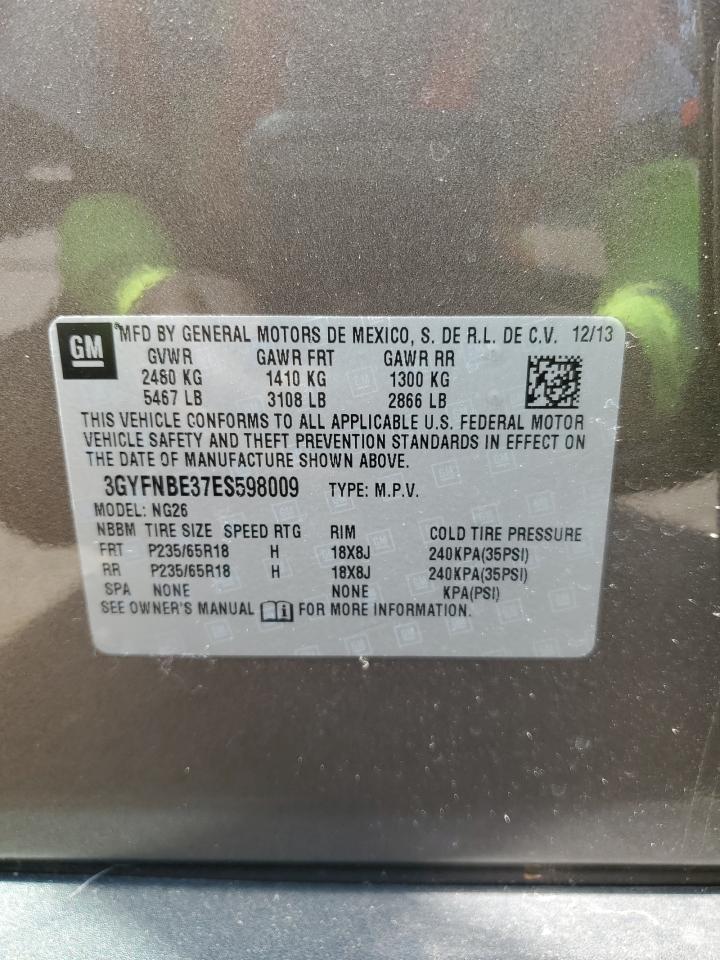 GM
MFD BY GENERAL MOTORS DE MEXICO, S. DE R.L. DE C.V. 12/13
GVWR GAWR FRT GAWR RR
2480 KG 1410 KG 1300 KG
5467 LB 3108 LB 2866 LB
THIS VEHICLE CONFORMS TO ALL APPLICABLE U.S. FEDERAL MOTOR
VEHICLE SAFETY AND THEFT PREVENTION STANDARDS IN EFFECT ON
THE DATE OF MANUFACTURE SHOWN ABOVE.
3GYFNBE37ES598009 TYPE: M.P.V.
MODEL: NG26
NBBM TIRE SIZE SPEED RTG RIM COLD TIRE PRESSURE
FRT P235/65R18 H 18X8J 240KPA(35PSI)
RR P235/65R18 H 18X8J 240KPA(35PSI)
SPA NONE NONE KPA(PSI)
SEE OWNER'S MANUAL FOR MORE INFORMATION.